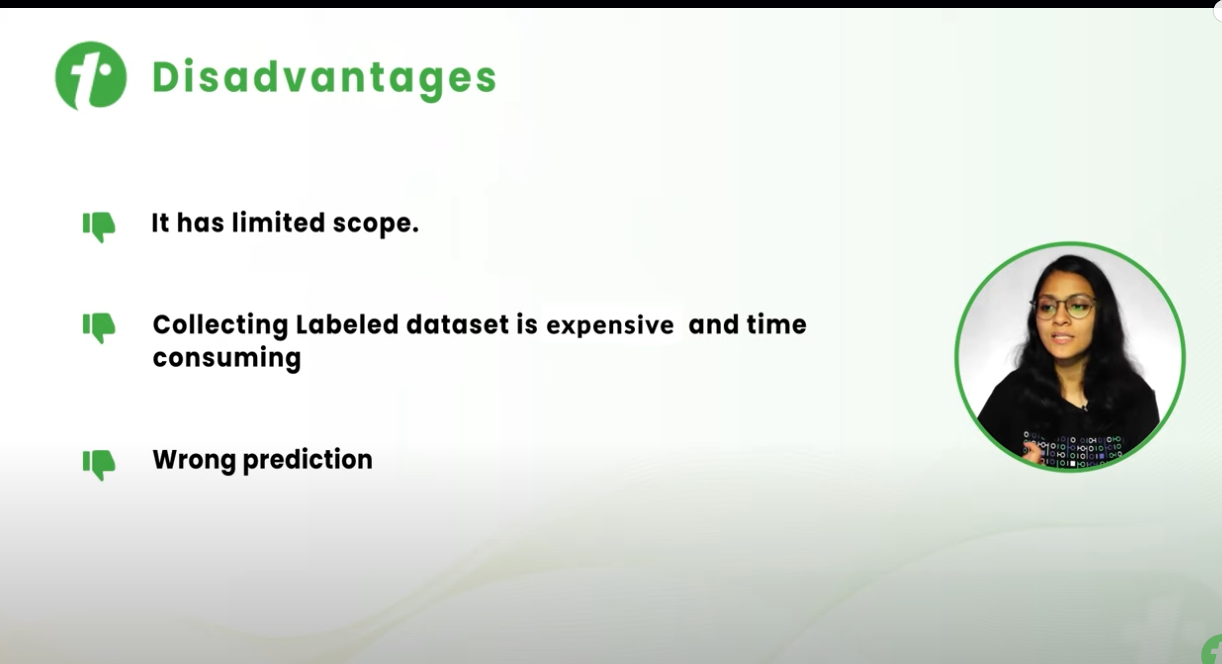 Disadvantages
It has limited scope.
Collecting Labeled dataset is expensive and time
consuming
Wrong prediction